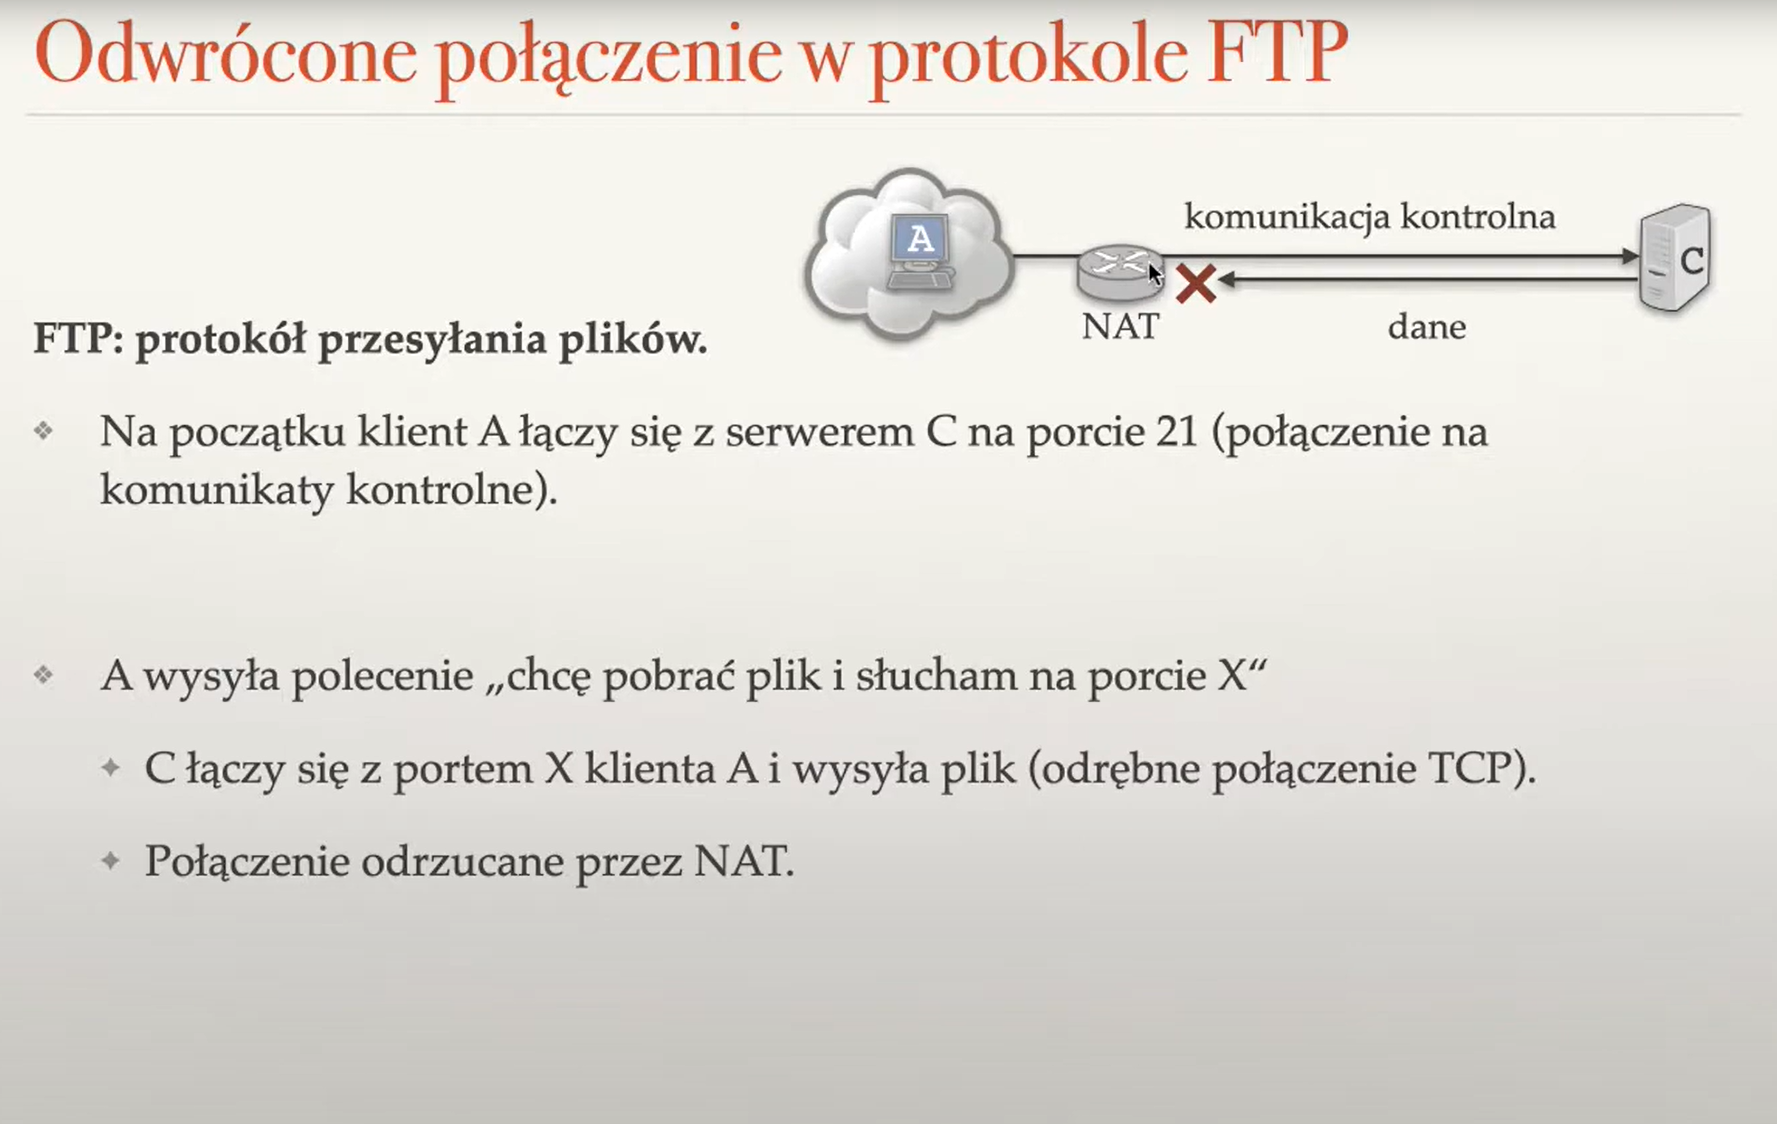 Odwrócone połączenie w protokole FTP
A
komunikacja kontrolna
C
NAT
dane
FTP: protokół przesyłania plików.
Na początku klient A łączy się z serwerem C na porcie 21 (połączenie na
komunikaty kontrolne).
A wysyła polecenie „chcę pobrać plik i słucham na porcie X“
C łączy się z portem X klienta A i wysyła plik (odrębne połączenie TCP).
Połączenie odrzucane przez NAT.